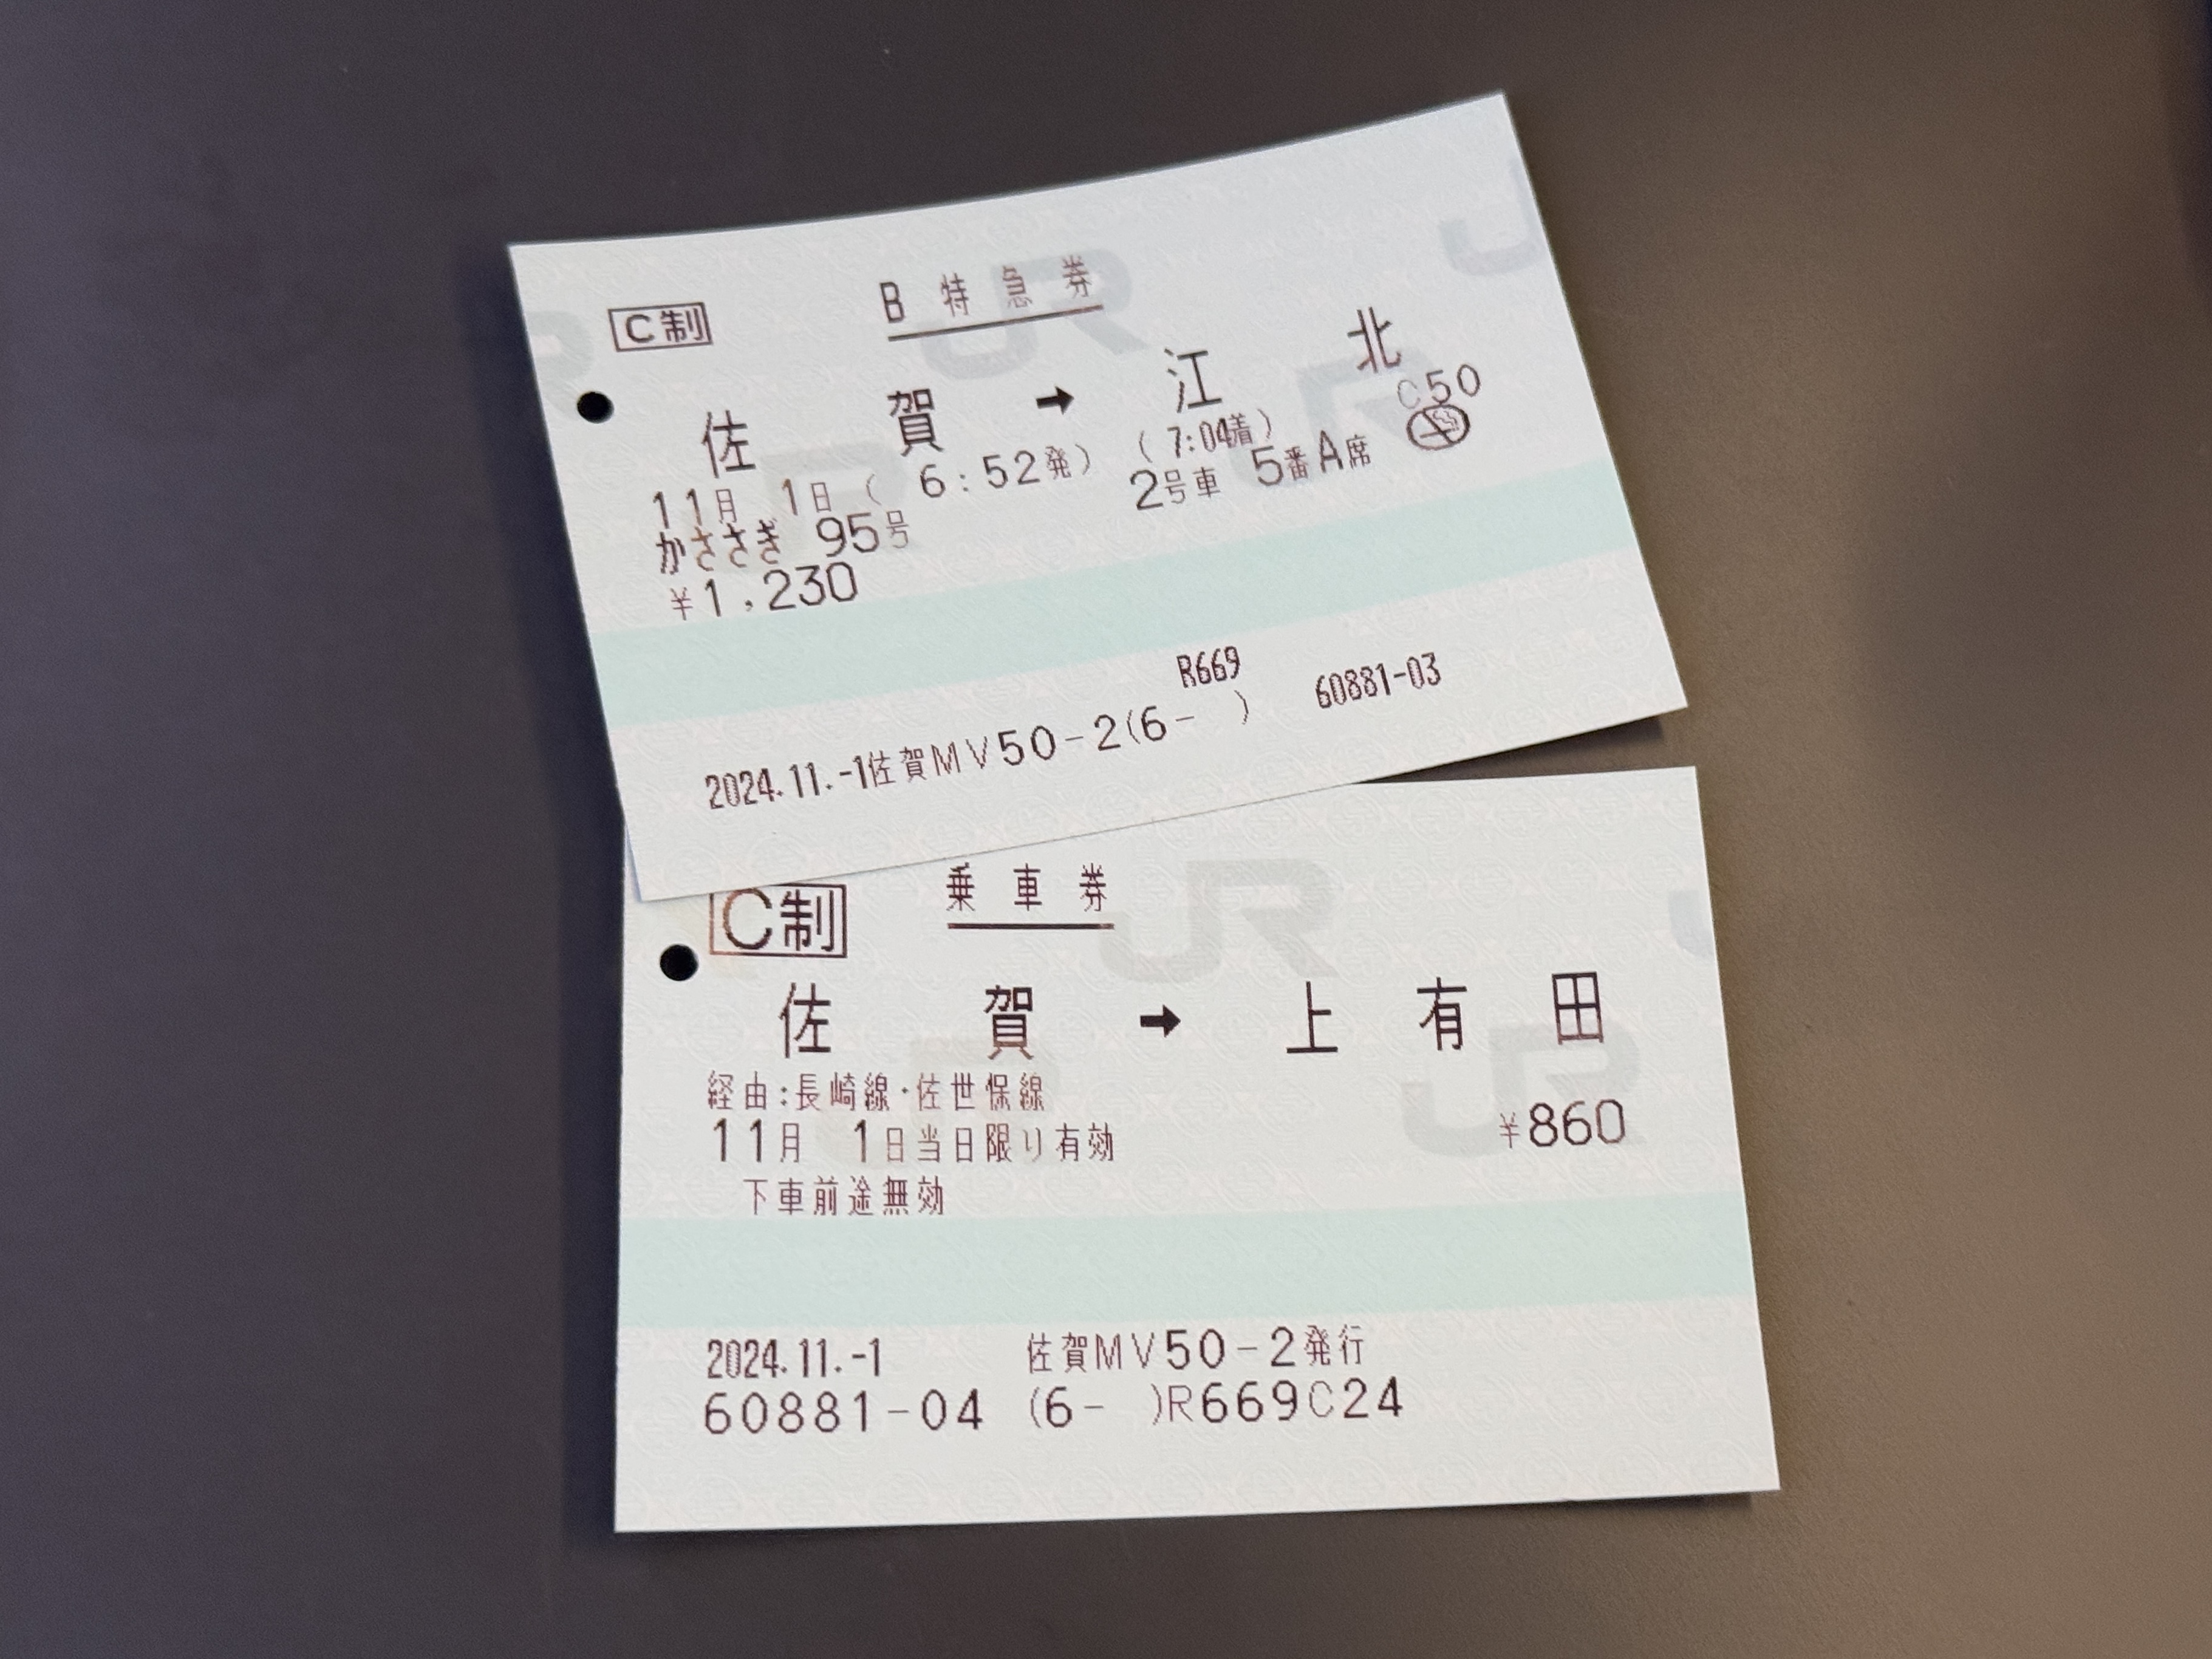 C制
B特急券
佐賀 → 江北
11月 1日 ( 6:52発) (7:04着) C50
かささぎ 95号 2号車 5番A席
¥1,230
R669
2024.11.-1佐賀MV50-2(6- ) 60881-03
JR
C制
乗車券
佐賀 → 上有田
経由:長崎線・佐世保線
11月 1日当日限り有効 ¥860
下車前途無効
2024.11.-1 佐賀MV50-2発行
60881-04 (6- )R669C24
JR